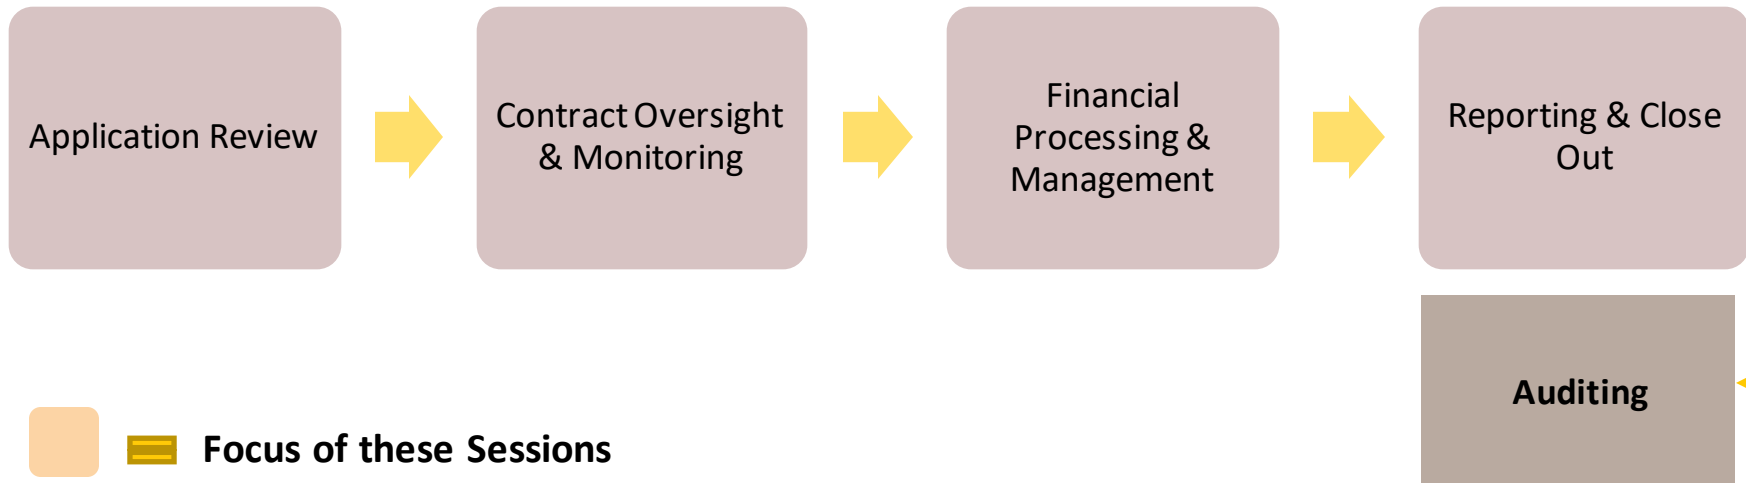 Application Review
Contract Oversight
& Monitoring
Financial
Processing &
Management
Reporting & Close
Out
Auditing
Focus of these Sessions